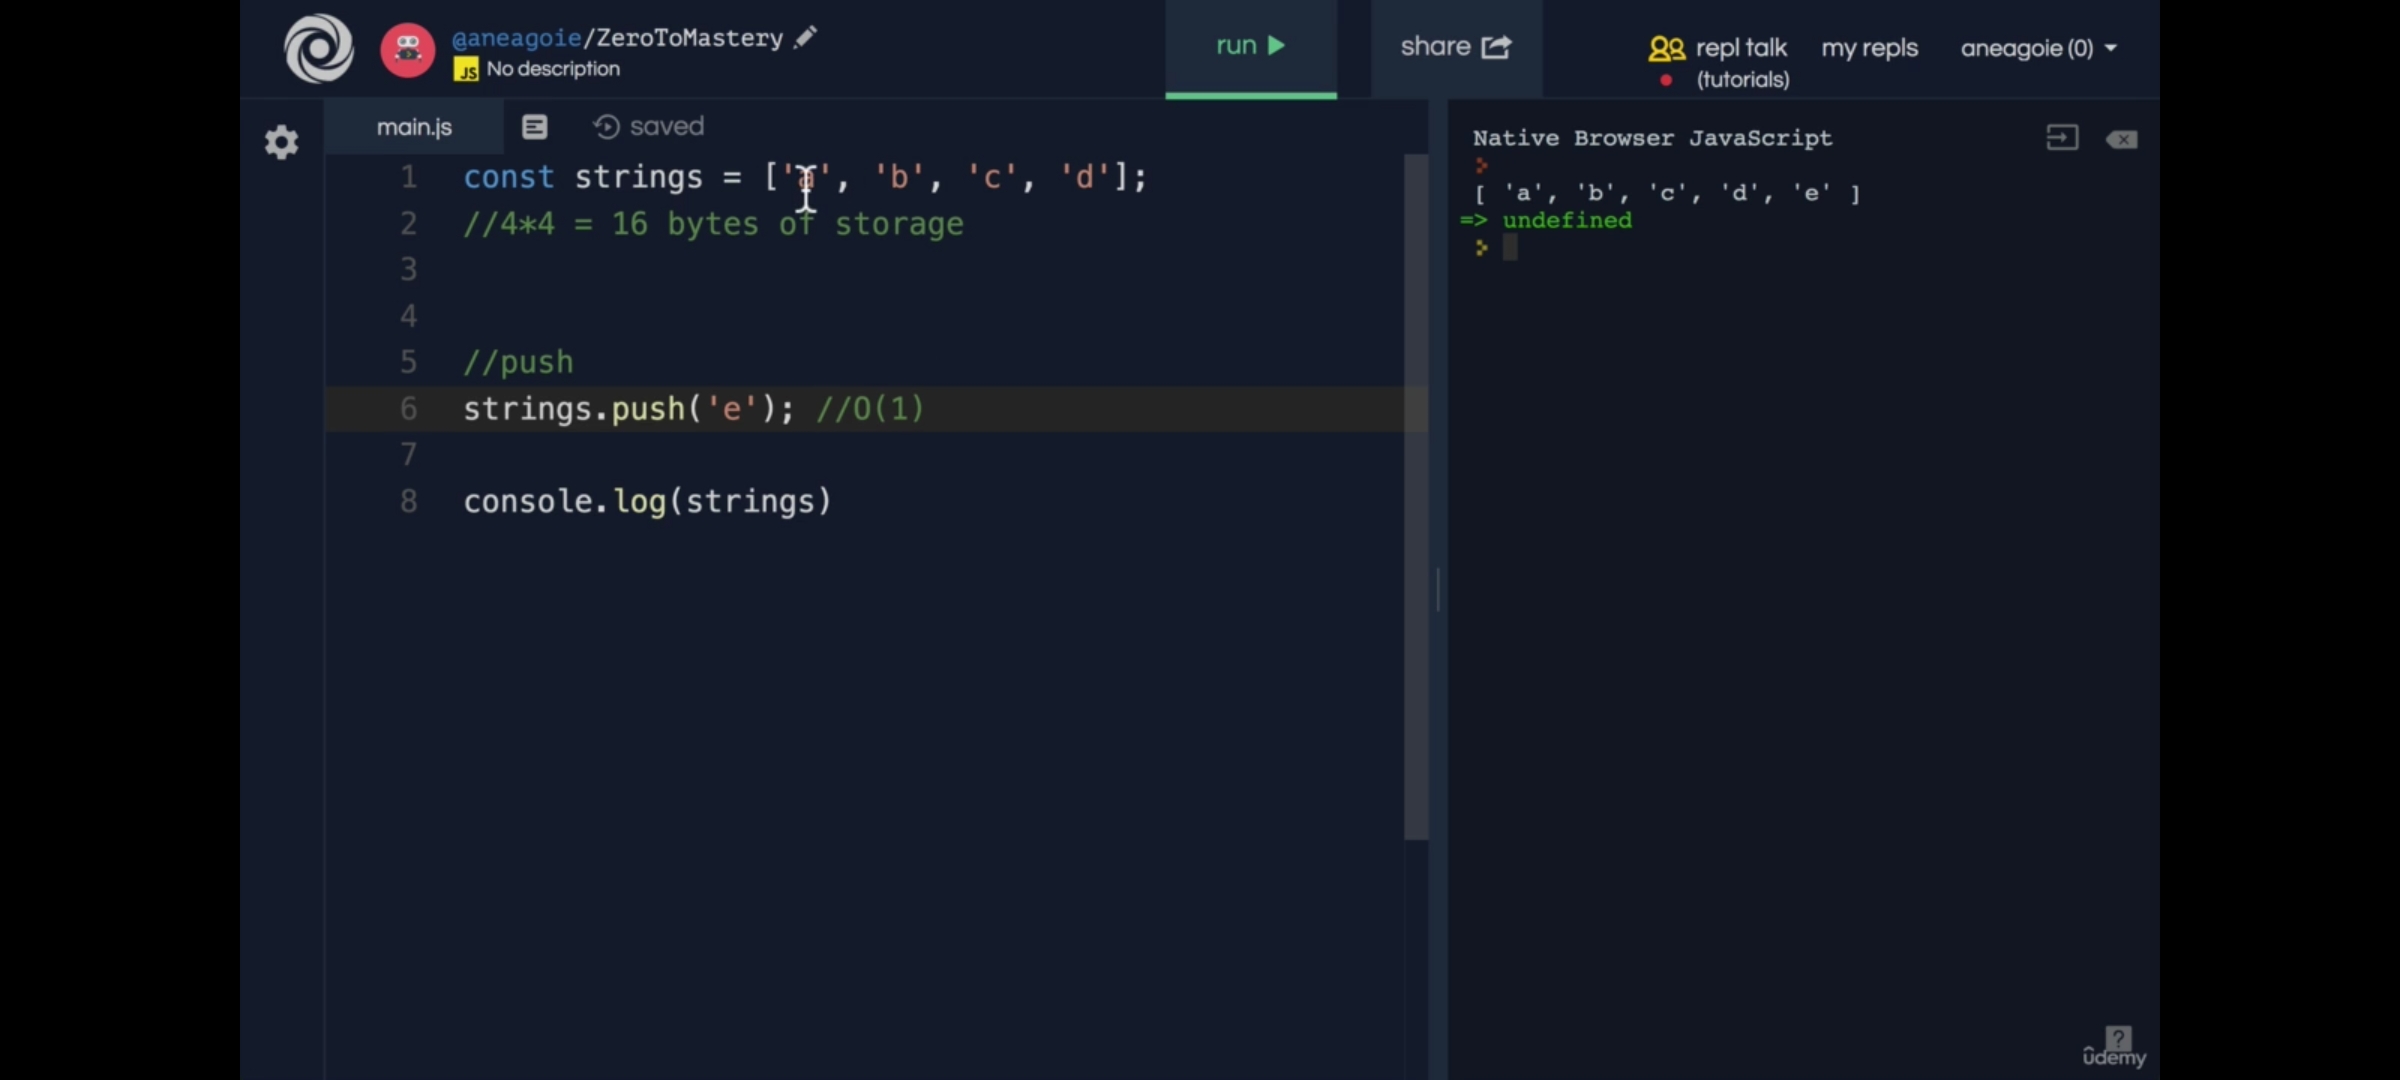 @aneagoie/ZeroToMastery
JS No description
run
share
repl talk
(tutorials)
my repls
aneagoie (0)
main.js
saved
1 const strings = ['a', 'b', 'c', 'd'];
2 //4*4 = 16 bytes of storage
3
4
5 //push
6 strings.push('e'); //O(1)
7
8 console.log(strings)
Native Browser JavaScript
[ 'a', 'b', 'c', 'd', 'e' ]
=> undefined
?
ûdemy